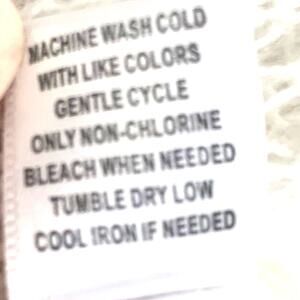 MACHINE WASH COLD
WITH LIKE COLORS
GENTLE CYCLE
ONLY NON-CHLORINE
BLEACH WHEN NEEDED
TUMBLE DRY LOW
COOL IRON IF NEEDED